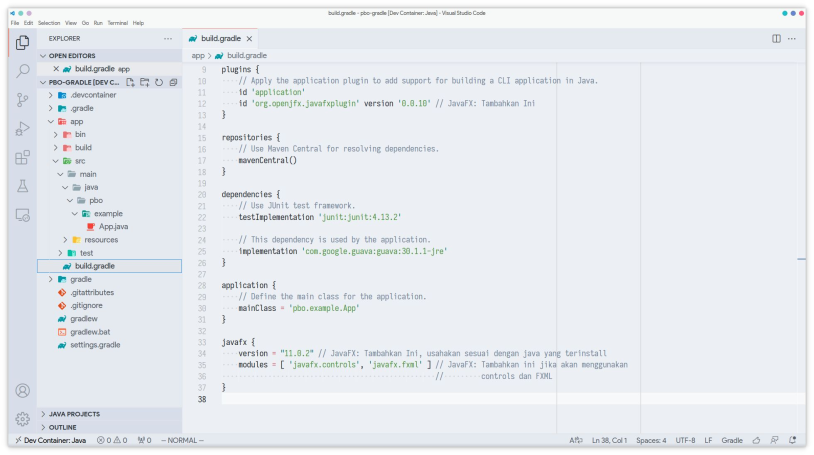 build.gradle - pbo-gradle [Dev Container: Java] - Visual Studio Code
File Edit Selection View Go Run Terminal Help
EXPLORER
OPEN EDITORS
build.gradle app
PBO-GRADLE [DEV C...
.devcontainer
.gradle
app
bin
build
src
main
java
pbo
example
App.java
resources
test
build.gradle
gradle
.gitattributes
.gitignore
gradlew
gradlew.bat
settings.gradle
JAVA PROJECTS
OUTLINE
build.gradle
app > build.gradle
9 plugins {
10 // Apply the application plugin to add support for building a CLI application in Java.
11 id 'application'
12 id 'org.openjfx.javafxplugin' version '0.0.10' // JavaFX: Tambahkan Ini
13 }
14
15 repositories {
16 // Use Maven Central for resolving dependencies.
17 mavenCentral()
18 }
19
20 dependencies {
21 // Use JUnit test framework.
22 testImplementation 'junit:junit:4.13.2'
23
24 // This dependency is used by the application.
25 implementation 'com.google.guava:guava:30.1.1-jre'
26 }
27
28 application {
29 // Define the main class for the application.
30 mainClass = 'pbo.example.App'
31 }
32
33 javafx {
34 version = "11.0.2" // JavaFX: Tambahkan Ini, usahakan sesuai dengan java yang terinstall
35 modules = [ 'javafx.controls', 'javafx.fxml' ] // JavaFX: Tambahkan ini jika akan menggunakan
36 // controls dan FXML
37 }
38
Dev Container: Java 0 0 0 -- NORMAL --
Ln 38, Col 1 Spaces: 4 UTF-8 LF Gradle